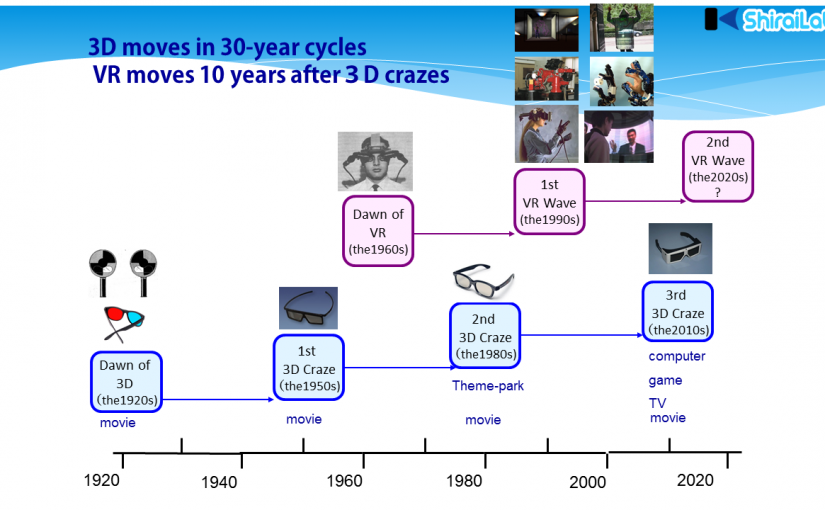 ShiraiLab
3D moves in 30-year cycles
VR moves 10 years after 3 D crazes
2nd
VR Wave
(the2020s)
?
1st
VR Wave
(the1990s)
Dawn of
VR
(the1960s)
3rd
3D Craze
(the2010s)
2nd
3D Craze
(the1980s)
1st
3D Craze
(the1950s)
Dawn of
3D
(the1920s)
computer
game
TV
movie
Theme-park
movie
movie
movie
1920
1940
1960
1980
2000
2020